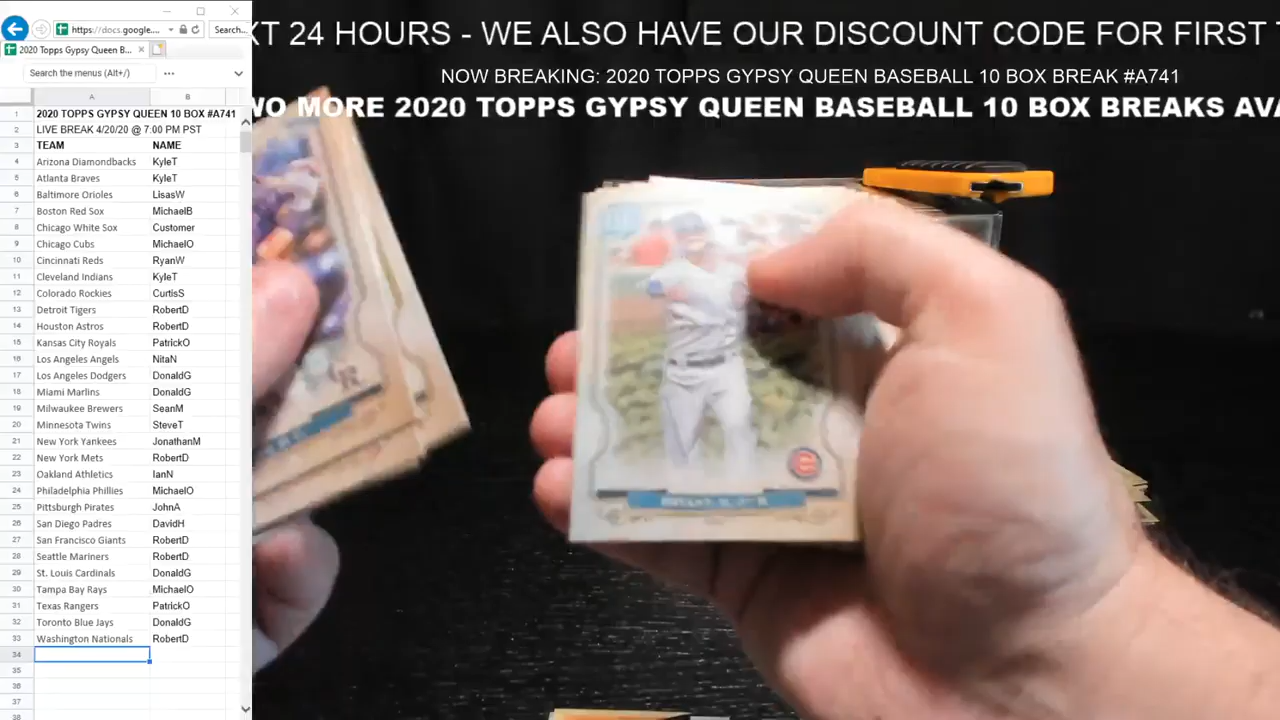 https://docs.google....
Search...
2020 Topps Gypsy Queen B...
Search the menus (Alt+/)
A B
1 2020 TOPPS GYPSY QUEEN 10 BOX #A741
2 LIVE BREAK 4/20/20 @ 7:00 PM PST
3 TEAM NAME
4 Arizona Diamondbacks KyleT
5 Atlanta Braves KyleT
6 Baltimore Orioles LisasW
7 Boston Red Sox MichaelB
8 Chicago White Sox Customer
9 Chicago Cubs MichaelO
10 Cincinnati Reds RyanW
11 Cleveland Indians KyleT
12 Colorado Rockies CurtisS
13 Detroit Tigers RobertD
14 Houston Astros RobertD
15 Kansas City Royals PatrickO
16 Los Angeles Angels NitaN
17 Los Angeles Dodgers DonaldG
18 Miami Marlins DonaldG
19 Milwaukee Brewers SeanM
20 Minnesota Twins SteveT
21 New York Yankees JonathanM
22 New York Mets RobertD
23 Oakland Athletics IanN
24 Philadelphia Phillies MichaelO
25 Pittsburgh Pirates JohnA
26 San Diego Padres DavidH
27 San Francisco Giants RobertD
28 Seattle Mariners RobertD
29 St. Louis Cardinals DonaldG
30 Tampa Bay Rays MichaelO
31 Texas Rangers PatrickO
32 Toronto Blue Jays DonaldG
33 Washington Nationals RobertD
34
35
36
37
38
XT 24 HOURS - WE ALSO HAVE OUR DISCOUNT CODE FOR FIRST
NOW BREAKING: 2020 TOPPS GYPSY QUEEN BASEBALL 10 BOX BREAK #A741
WO MORE 2020 TOPPS GYPSY QUEEN BASEBALL 10 BOX BREAKS AVA